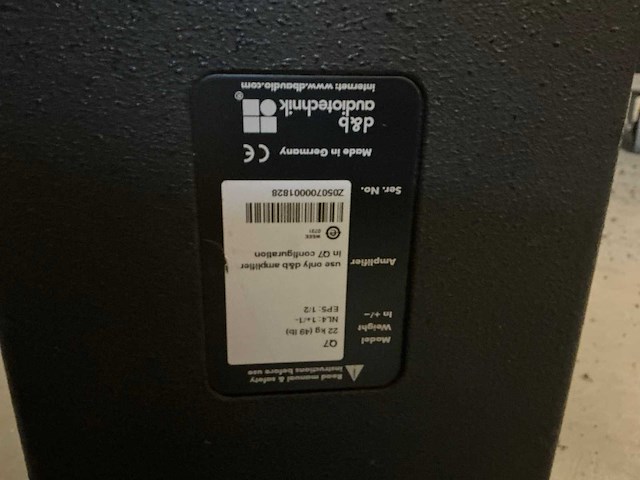 Read manual & safety
instructions before use
Model Q7
Weight 22 kg (49 lb)
In +/– NL4: 1+/1-
EPS: 1/2
Amplifier use only d&b amplifier
in Q7 configuration
WEEE
Ser. No. Z0507000001828
Made in Germany CE
d&b
audiotechnik®
Internet: www.dbaudio.com